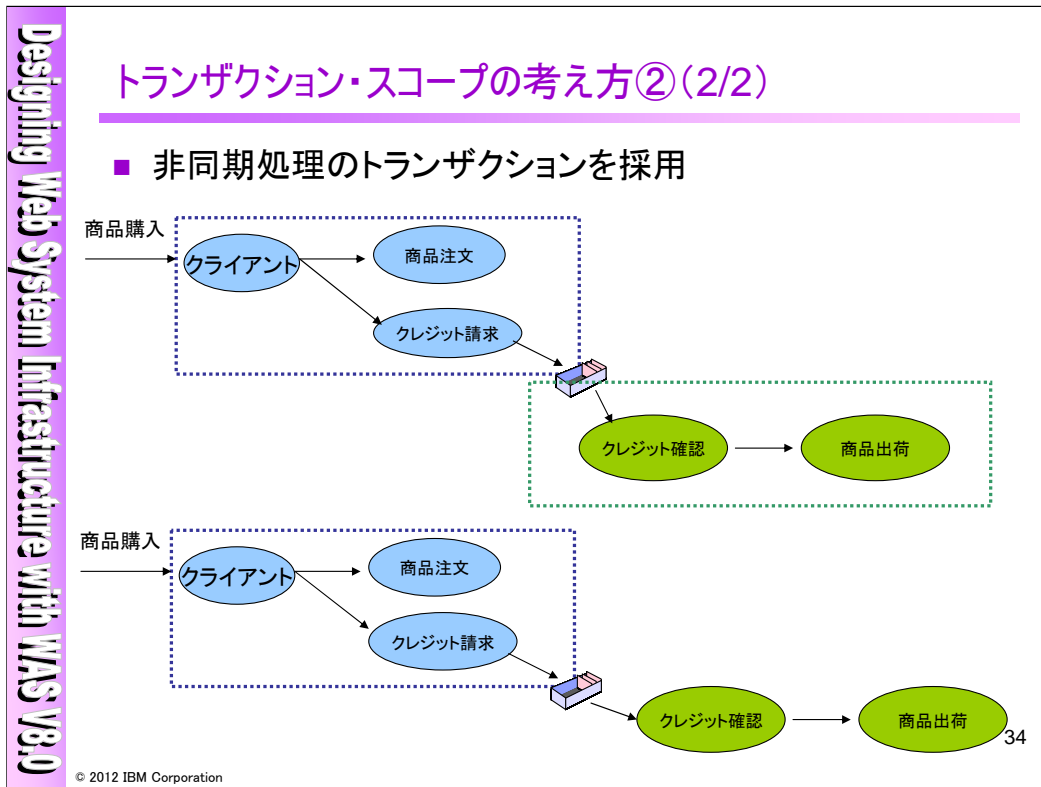 Designing Web System Infrastructure with WAS V8.0
トランザクション・スコープの考え方②(2/2)
■ 非同期処理のトランザクションを採用
商品購入
クライアント
商品注文
クレジット請求
クレジット確認
商品出荷
商品購入
クライアント
商品注文
クレジット請求
クレジット確認
商品出荷
34
© 2012 IBM Corporation